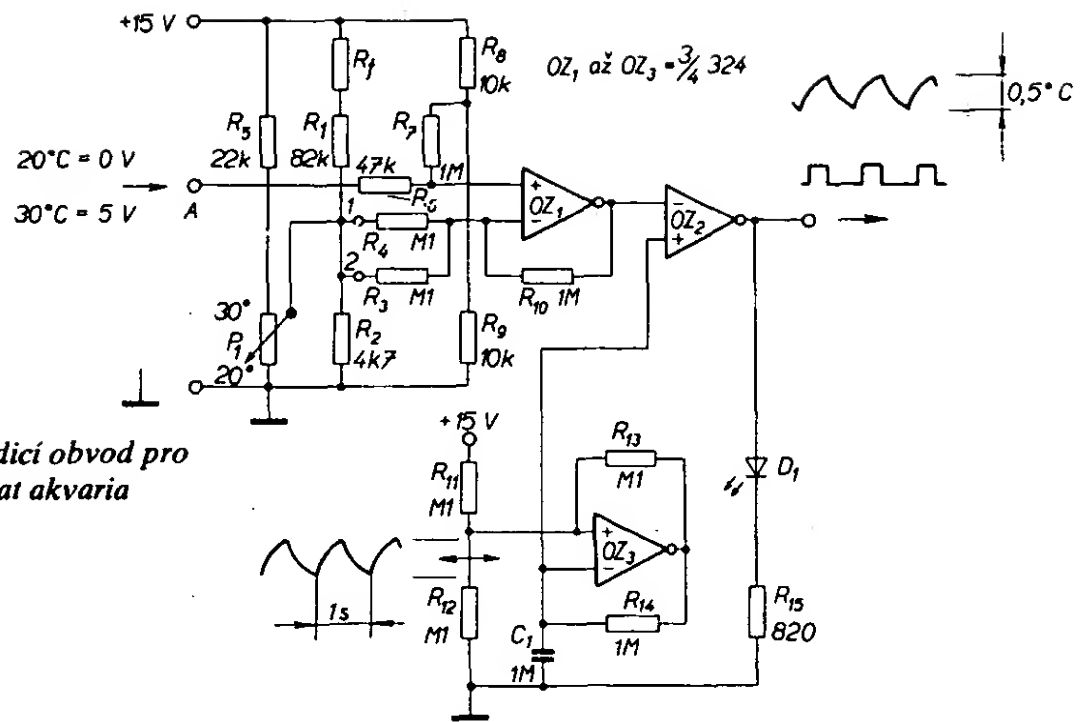 +15 V
R₈
10k
OZ₁ až OZ₃ = ¾ 324
0,5° C
R_f
R₅
22k
R₁
82k
R₇
1M
47k
R₆
20°C = 0 V
30°C = 5 V
A
1
R₄
M1
+
−
OZ₁
−
+
OZ₂
2
R₃
M1
R₁₀
1M
30°
P₁
20°
R₂
4k7
R₉
10k
dicí obvod pro
at akvaria
+15 V
R₁₁
M1
R₁₃
M1
+
−
OZ₃
D₁
1s
R₁₂
M1
R₁₄
1M
C₁
1M
R₁₅
820